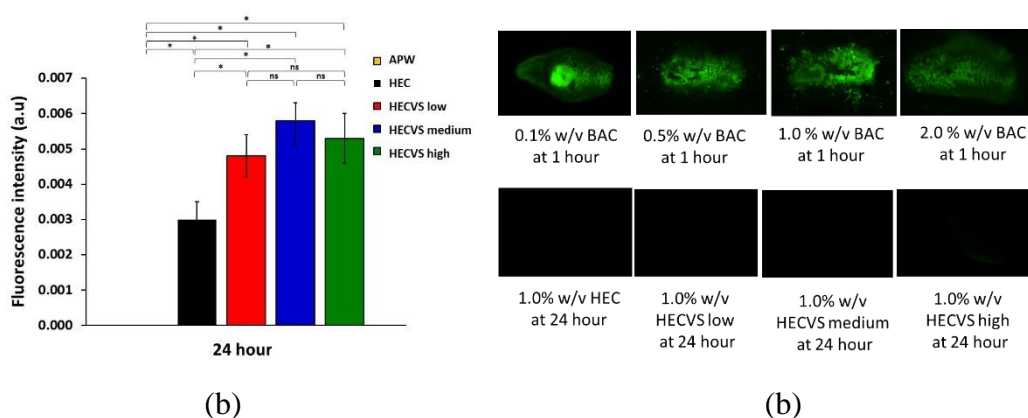 (b)
*
*
*
*
*
*
*
*
ns
ns
ns
APW
HEC
HECVS low
HECVS medium
HECVS high
Fluorescence intensity (a.u)
0.007
0.006
0.005
0.004
0.003
0.002
0.001
0.000
24 hour
(b)
(b)
0.1% w/v BAC
at 1 hour
0.5% w/v BAC
at 1 hour
1.0 % w/v BAC
at 1 hour
2.0 % w/v BAC
at 1 hour
1.0% w/v HEC
at 24 hour
1.0% w/v
HECVS low
at 24 hour
1.0% w/v
HECVS medium
at 24 hour
1.0% w/v
HECVS high
at 24 hour
(b)